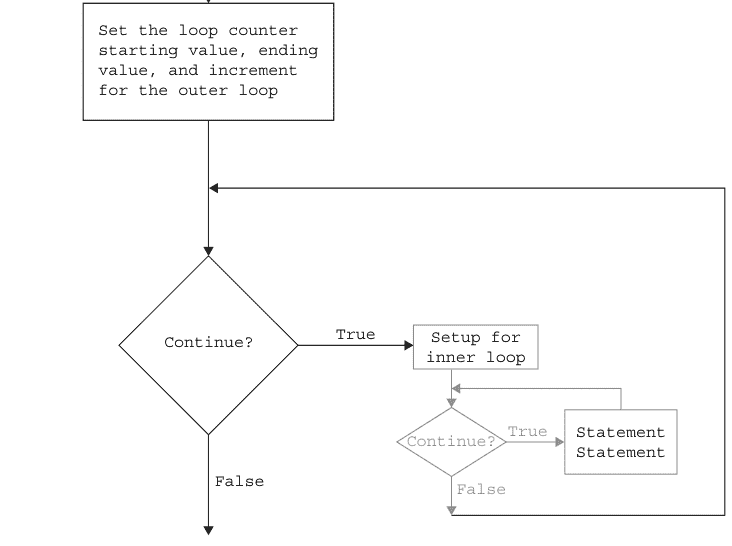 Set the loop counter
starting value, ending
value, and increment
for the outer loop
Continue?
True
Setup for
inner loop
Continue?
True
Statement
Statement
False
False